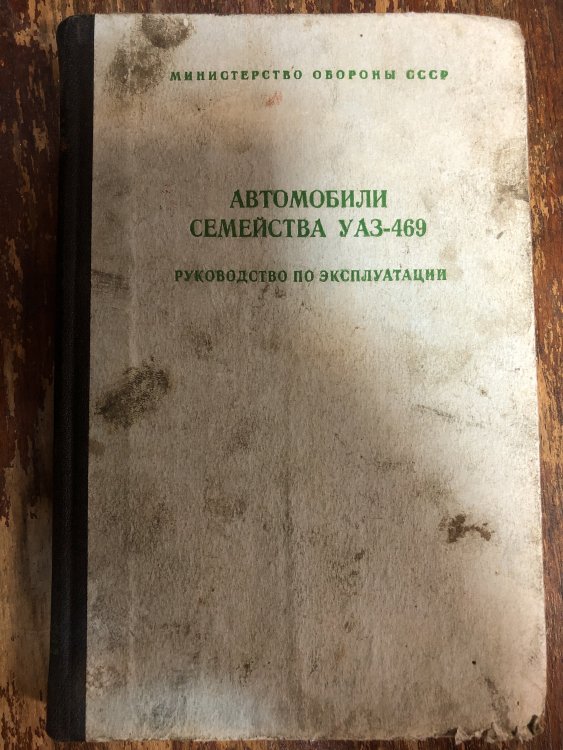 МИНИСТЕРСТВО ОБОРОНЫ СССР
АВТОМОБИЛИ
СЕМЕЙСТВА УАЗ-469
РУКОВОДСТВО ПО ЭКСПЛУАТАЦИИ